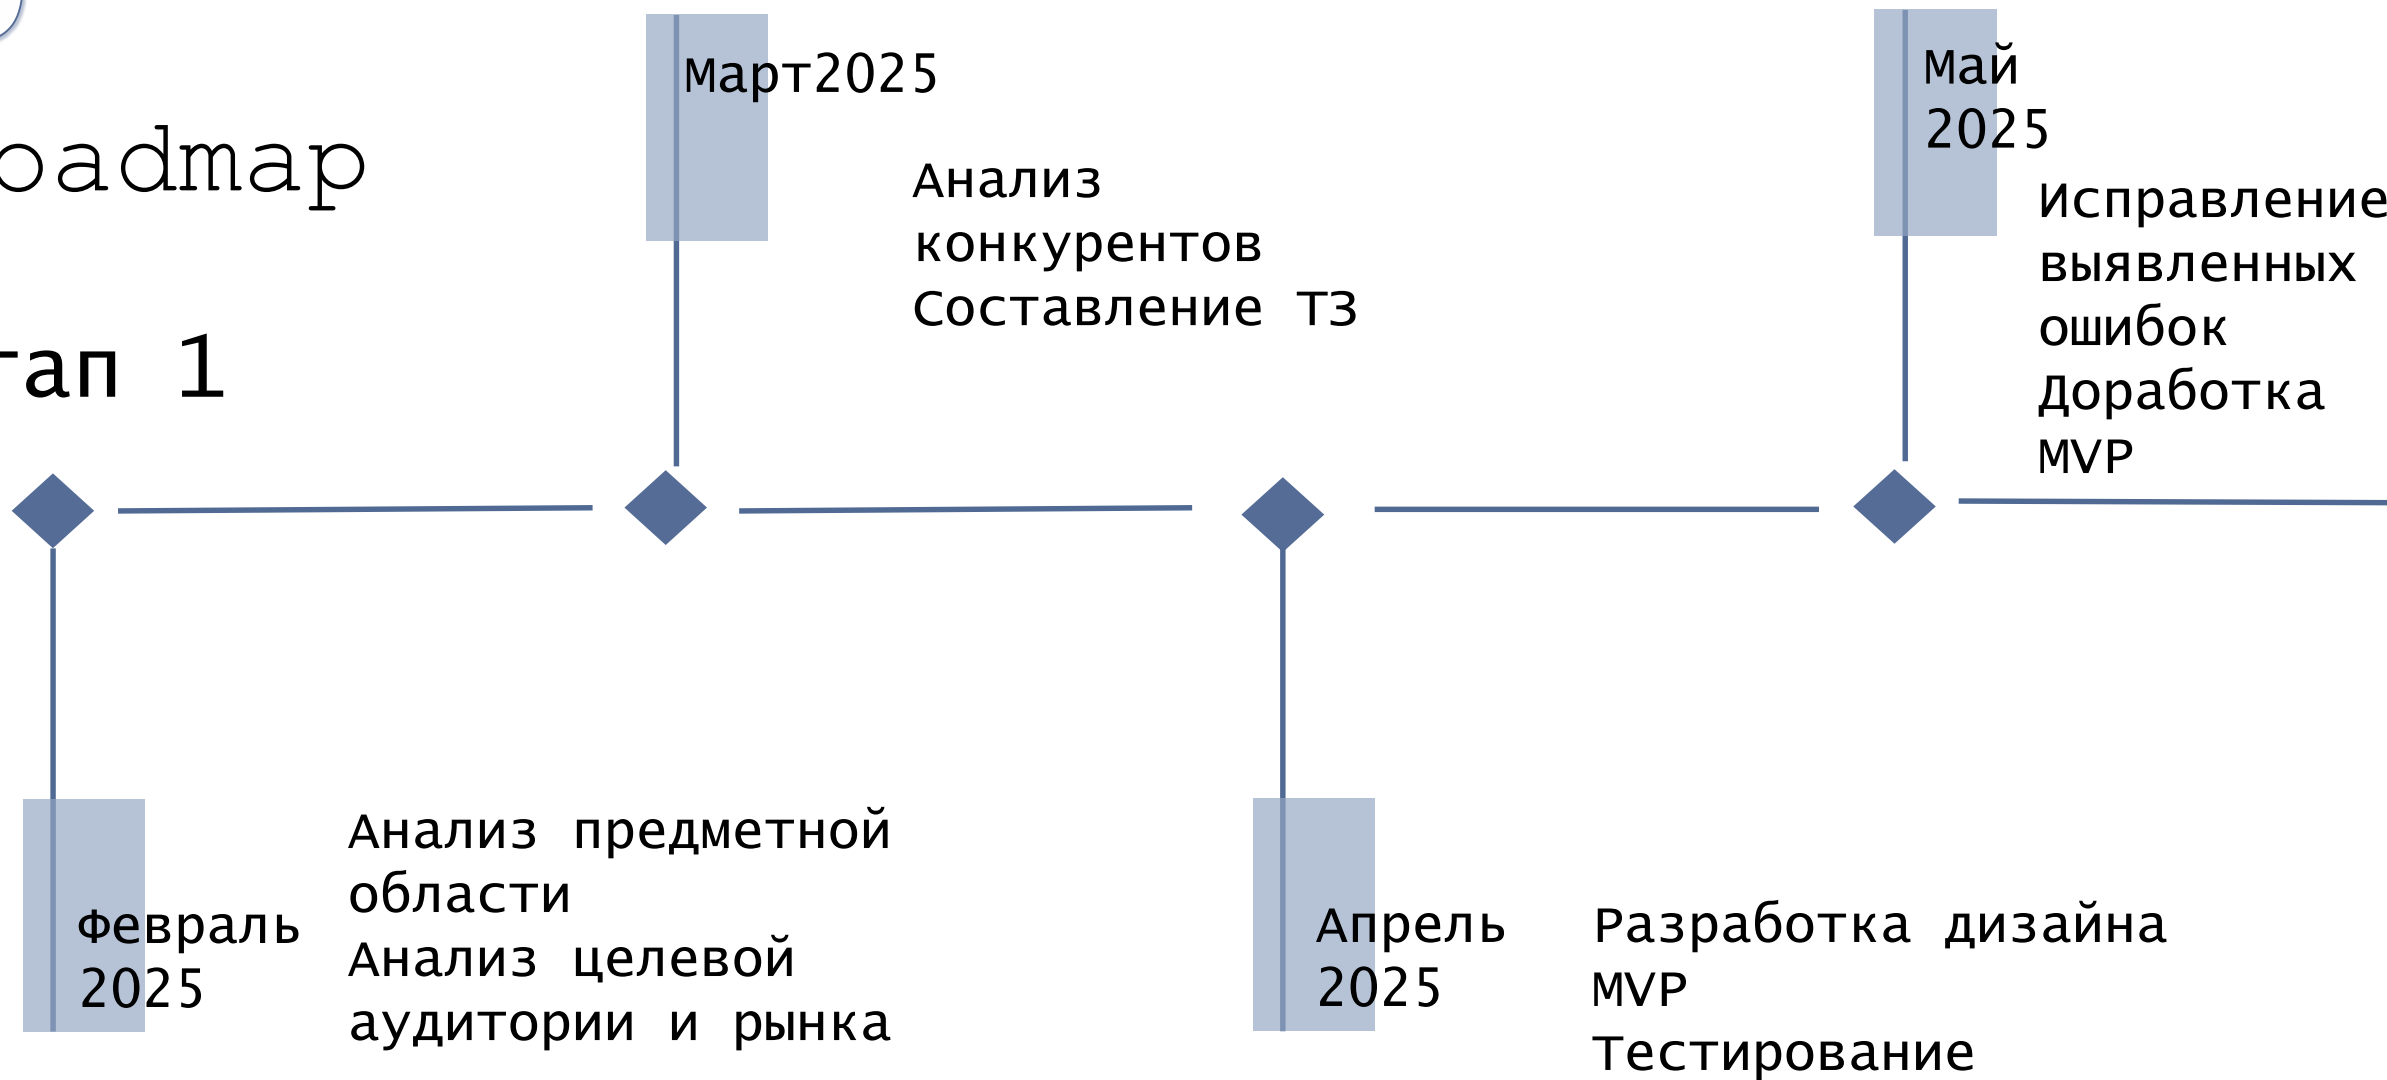 oadmap
тап 1
Март2025
Анализ
конкурентов
Составление ТЗ
Май
2025
Исправление
выявленных
ошибок
Доработка
MVP
Февраль
2025
Анализ предметной
области
Анализ целевой
аудитории и рынка
Апрель
2025
Разработка дизайна
MVP
Тестирование